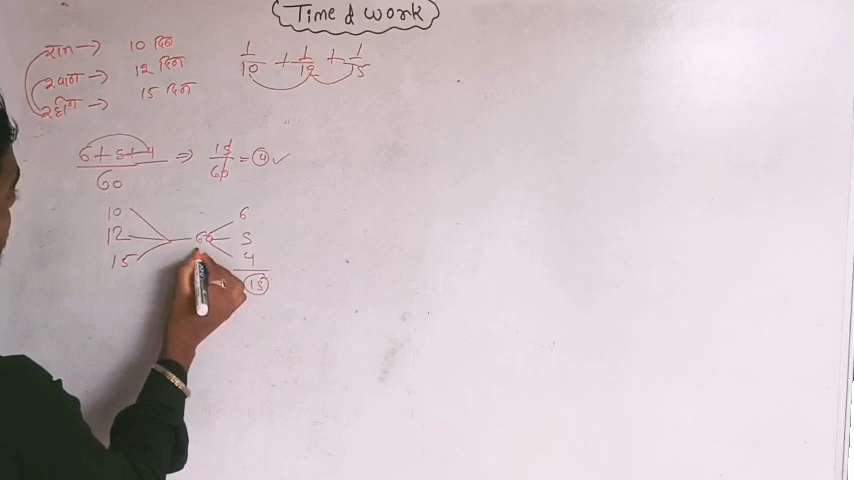 Time & work
राम → 10 दिन
श्याम → 12 दिन
रहीम → 15 दिन
1/10 + 1/12 + 1/15
6+5+4/60 ⇒ 15/60 = 4 ✓
10
12
15
60
6
5
4
15